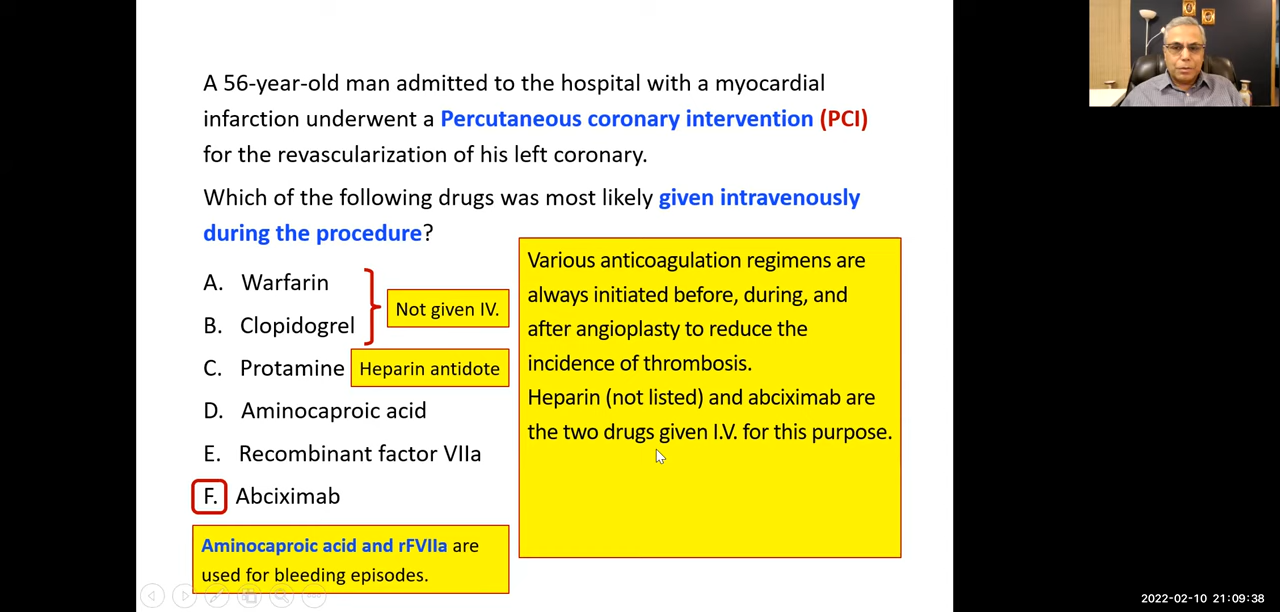 A 56-year-old man admitted to the hospital with a myocardial
infarction underwent a Percutaneous coronary intervention (PCI)
for the revascularization of his left coronary.
Which of the following drugs was most likely given intravenously
during the procedure?
A. Warfarin
B. Clopidogrel
Not given IV.
C. Protamine
Heparin antidote
D. Aminocaproic acid
E. Recombinant factor VIIa
F. Abciximab
Aminocaproic acid and rFVIIa are
used for bleeding episodes.
Various anticoagulation regimens are
always initiated before, during, and
after angioplasty to reduce the
incidence of thrombosis.
Heparin (not listed) and abciximab are
the two drugs given I.V. for this purpose.
2022-02-10 21:09:38